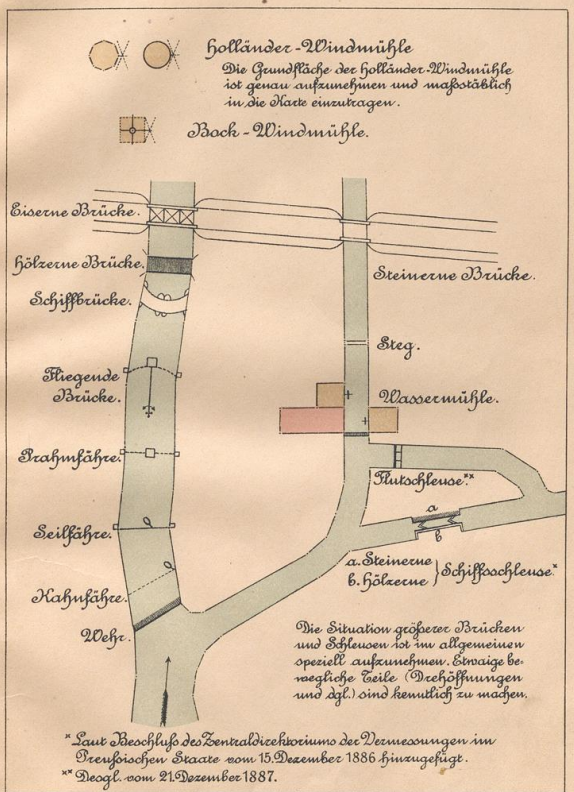 Holländer-Windmühle
Die Grundfläche der Holländer-Windmühle
ist genau aufzunehmen und maßstäblich
in die Karte einzutragen.
Bock-Windmühle.
Eiserne Brücke.
Hölzerne Brücke.
Steinerne Brücke.
Schiffbrücke.
Steg.
Fliegende
Brücke.
Wassermühle.
Prahmfähre.
Flutschleuse.**
Seilfähre.
a
b
a. Steinerne
b. Hölzerne } Schiffsschleuse*
Kahnfähre.
Wehr.
Die Situation größerer Brücken
und Schleusen ist im allgemeinen
speziell aufzunehmen. Etwaige be-
wegliche Teile (Drehöffnungen
und dgl.) sind kenntlich zu machen.
* Laut Beschluß des Zentraldirektoriums der Vermessungen im
Preußischen Staate vom 15. Dezember 1886 hinzugefügt.
** Desgl. vom 21. Dezember 1887.